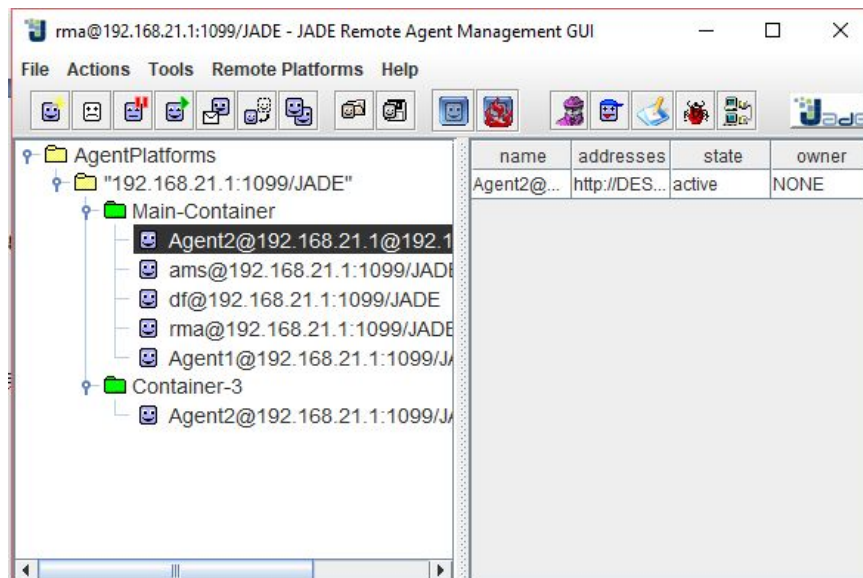 rma@192.168.21.1:1099/JADE - JADE Remote Agent Management GUI
File Actions Tools Remote Platforms Help
Jade
AgentPlatforms
"192.168.21.1:1099/JADE"
Main-Container
Agent2@192.168.21.1@192.1
ams@192.168.21.1:1099/JADE
df@192.168.21.1:1099/JADE
rma@192.168.21.1:1099/JADE
Agent1@192.168.21.1:1099/JA
Container-3
Agent2@192.168.21.1:1099/JA
name addresses state owner
Agent2@... http://DES... active NONE